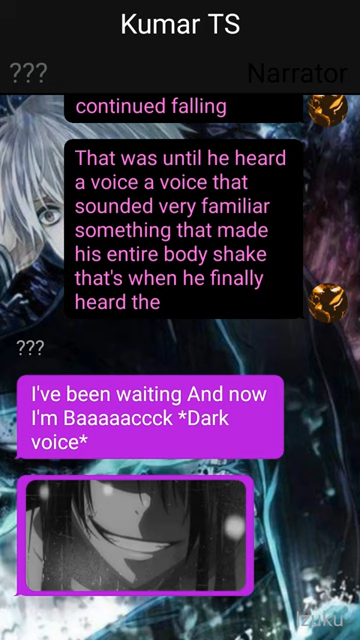 Kumar TS
???
Narrator
continued falling
That was until he heard
a voice a voice that
sounded very familiar
something that made
his entire body shake
that's when he finally
heard the
???
I've been waiting And now
I'm Baaaaaccck *Dark
voice*
Izuku